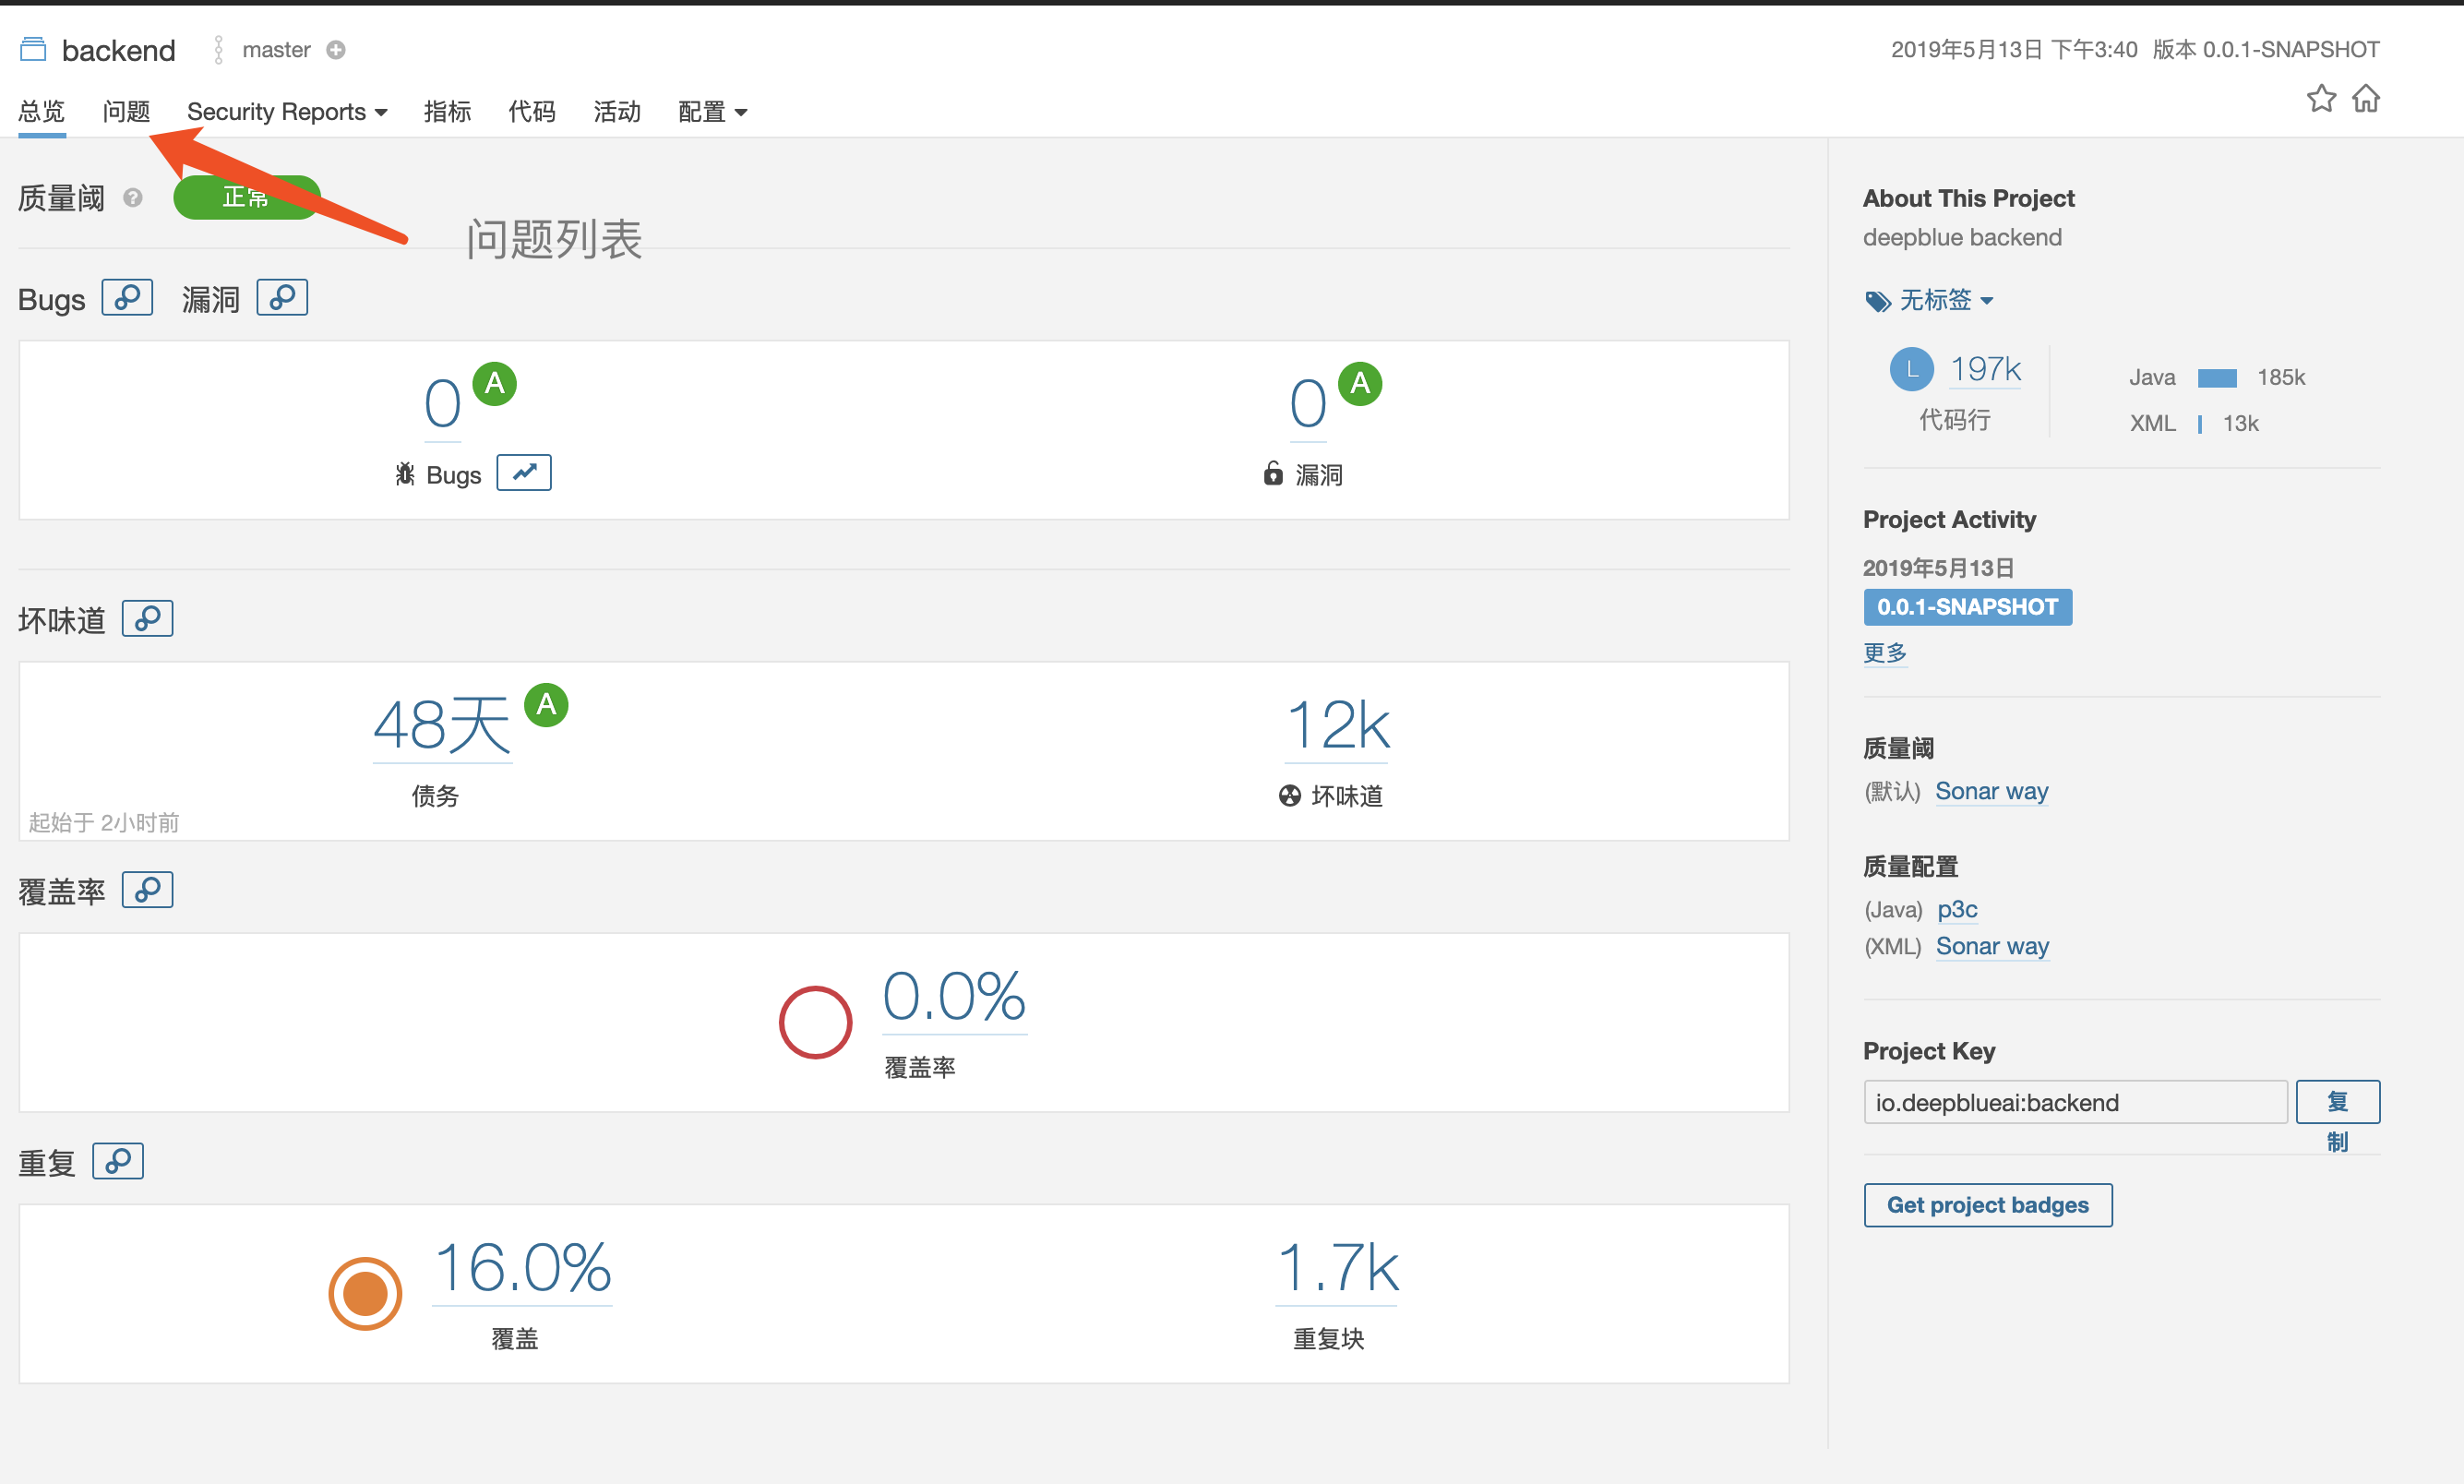 backend master
2019年5月13日 下午3:40 版本 0.0.1-SNAPSHOT
总览 问题 Security Reports 指标 代码 活动 配置
质量阈 ? 正常
问题列表
Bugs 漏洞
0 A
Bugs
0 A
漏洞
坏味道
48天 A
债务
12k
坏味道
起始于 2小时前
覆盖率
0.0%
覆盖率
重复
16.0%
覆盖
1.7k
重复块
About This Project
deepblue backend
无标签
L 197k
代码行
Java 185k
XML 13k
Project Activity
2019年5月13日
0.0.1-SNAPSHOT
更多
质量阈
(默认) Sonar way
质量配置
(Java) p3c
(XML) Sonar way
Project Key
io.deepblueai:backend
复
制
Get project badges